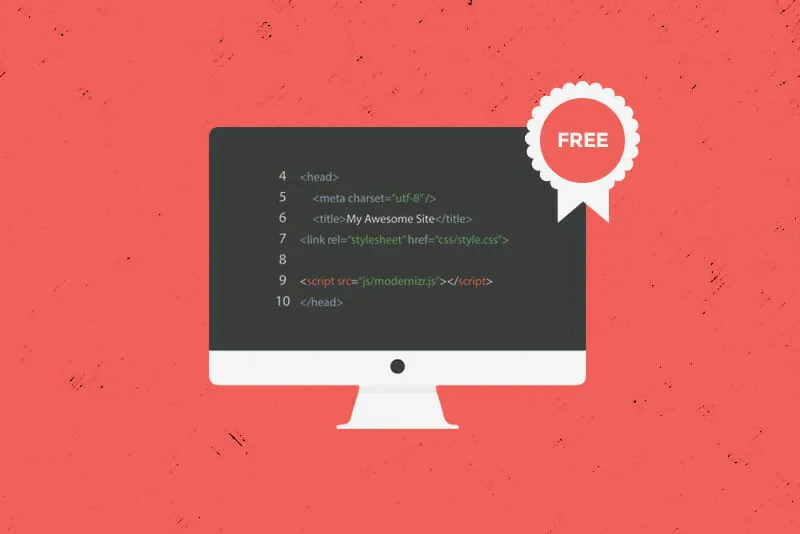 FREE
4 <head>
5 <meta charset="utf-8"/>
6 <title>My Awesome Site</title>
7 <link rel="stylesheet" href="css/style.css">
8
9 <script src="js/modernizr.js"></script>
10 </head>